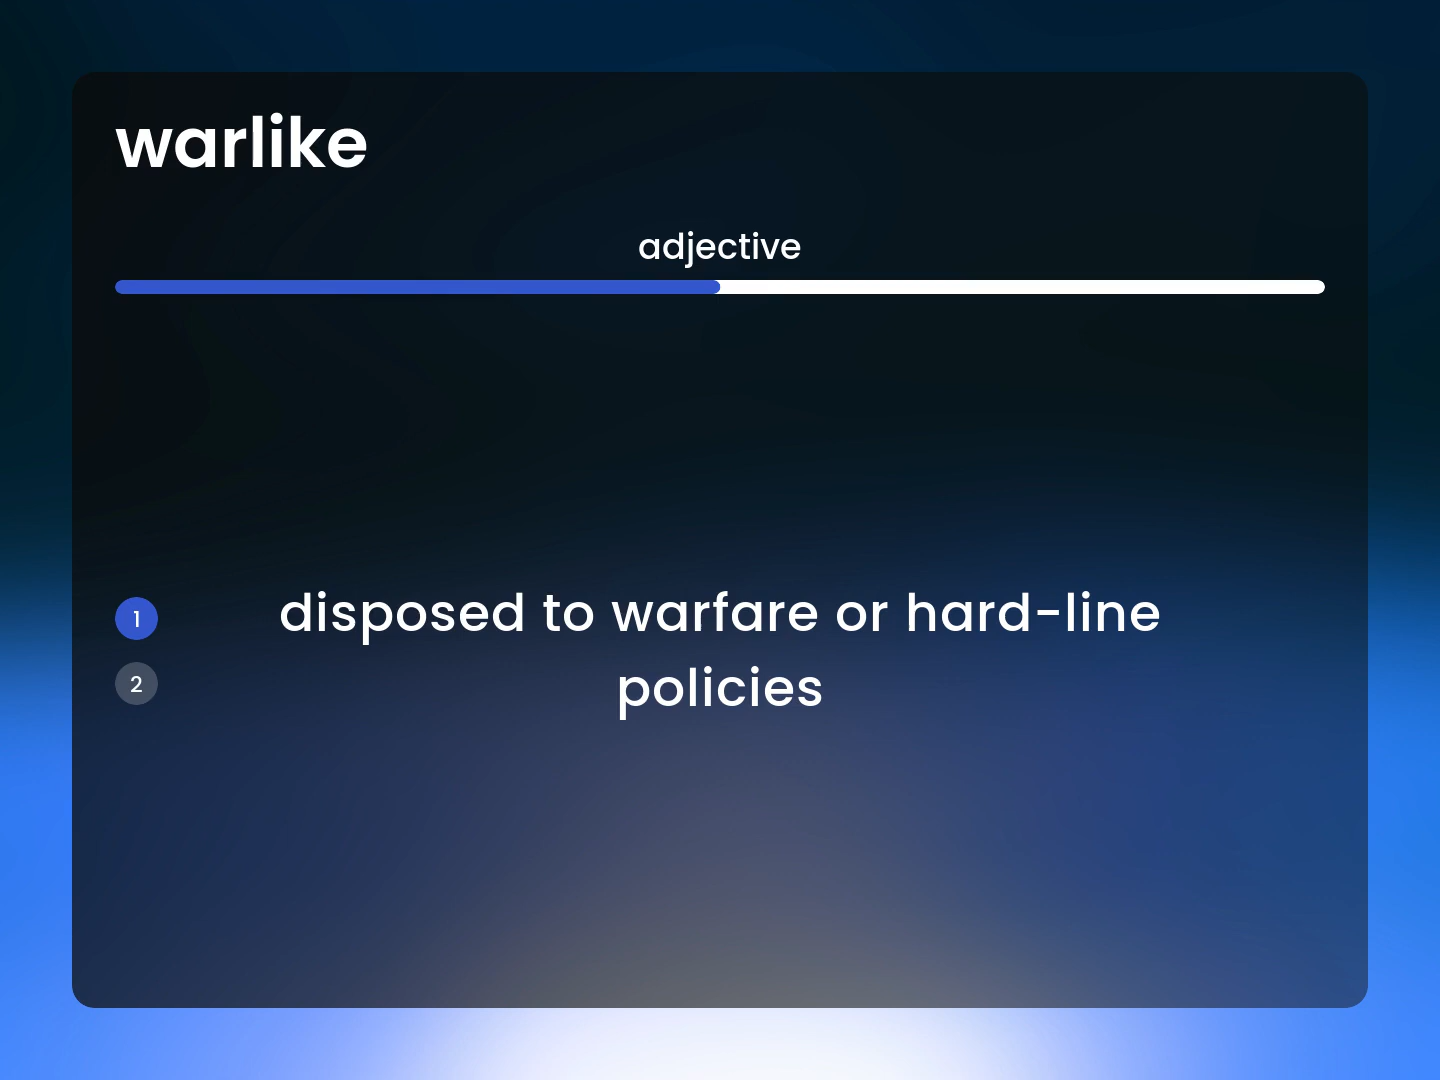 warlike
adjective
1
disposed to warfare or hard-line
2
policies